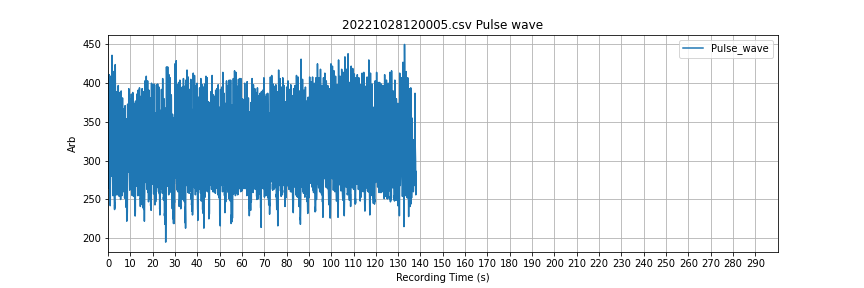 20221028120005.csv Pulse wave
Pulse_wave
450
400
350
300
250
200
Arb
0 10 20 30 40 50 60 70 80 90 100 110 120 130 140 150 160 170 180 190 200 210 220 230 240 250 260 270 280 290
Recording Time (s)